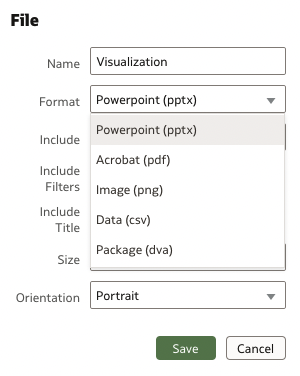 File
Name
Visualization
Format
Powerpoint (pptx)
Powerpoint (pptx)
Include
Acrobat (pdf)
Include
Filters
Image (png)
Include
Title
Data (csv)
Size
Package (dva)
Orientation
Portrait
Save
Cancel